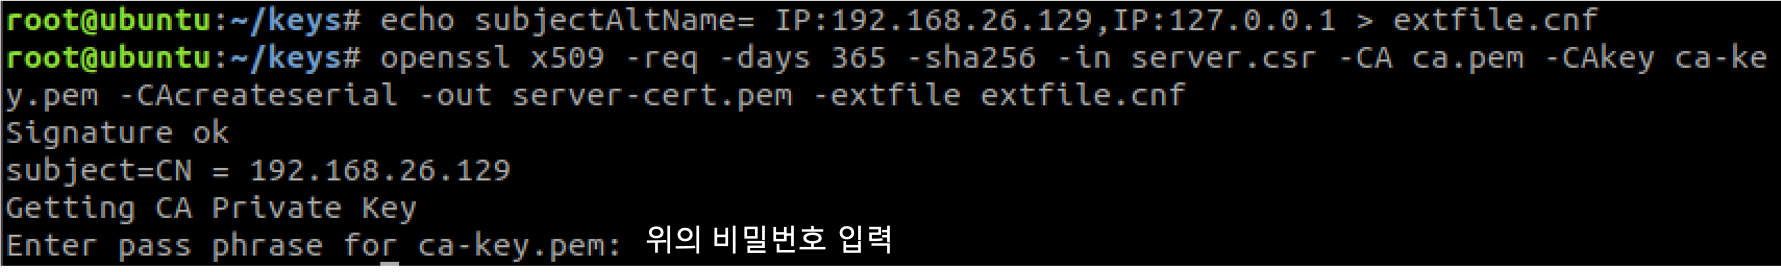 root@ubuntu:~/keys# echo subjectAltName= IP:192.168.26.129,IP:127.0.0.1 > extfile.cnf
root@ubuntu:~/keys# openssl x509 -req -days 365 -sha256 -in server.csr -CA ca.pem -CAkey ca-ke
y.pem -CAcreateserial -out server-cert.pem -extfile extfile.cnf
Signature ok
subject=CN = 192.168.26.129
Getting CA Private Key
Enter pass phrase for ca-key.pem: 위의 비밀번호 입력